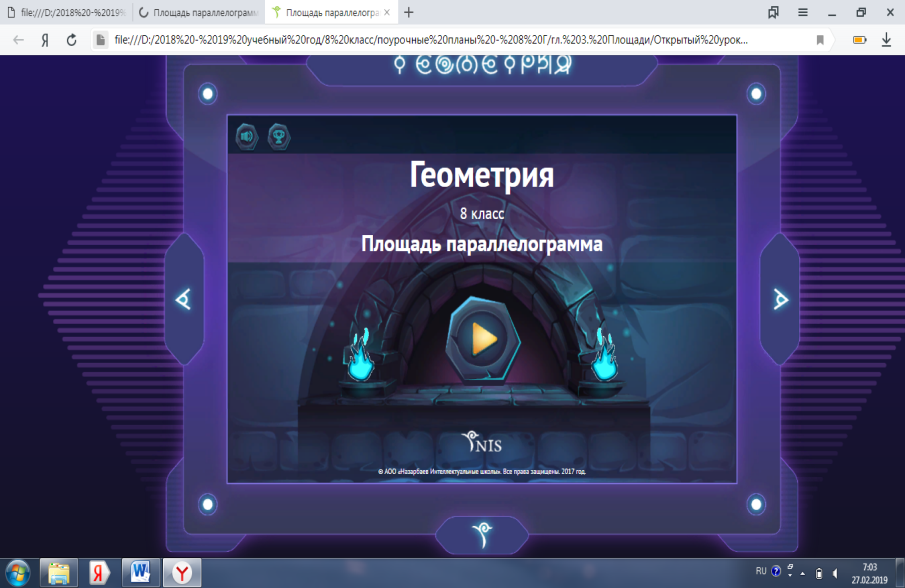 file:///D:/2018%20-%2019%
Площадь параллелограмм
Площадь параллелогра
file:///D:/2018%20-%2019%20учебный%20год/8%20класс/поурочные%20планы%20-%208%20Г/гл.%203.%20Площади/Открытый%20урок...
Геометрия
8 класс
Площадь параллелограмма
NIS
© АОО «Назарбаев Интеллектуальные школы». Все права защищены. 2017 год.
RU
7:03
27.02.2019